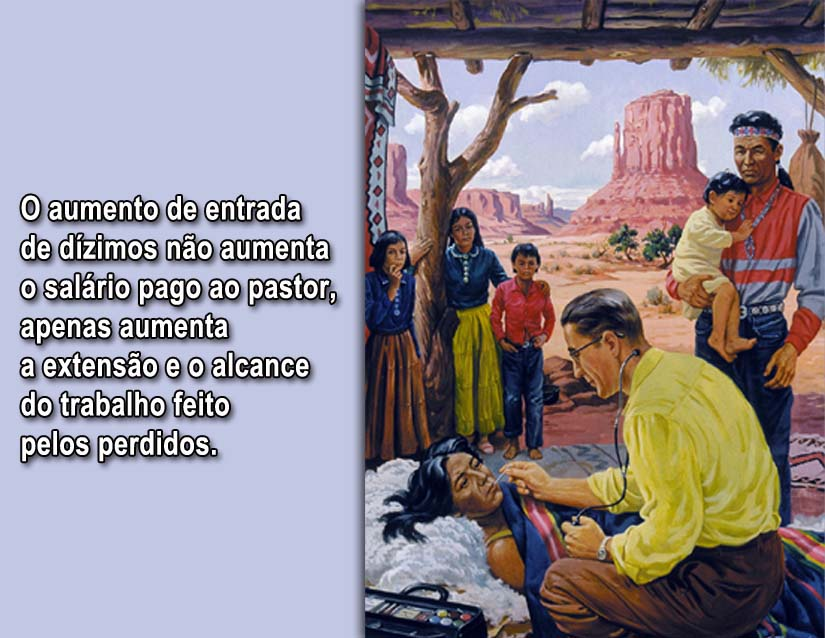 O aumento de entrada
de dízimos não aumenta
o salário pago ao pastor,
apenas aumenta
a extensão e o alcance
do trabalho feito
pelos perdidos.